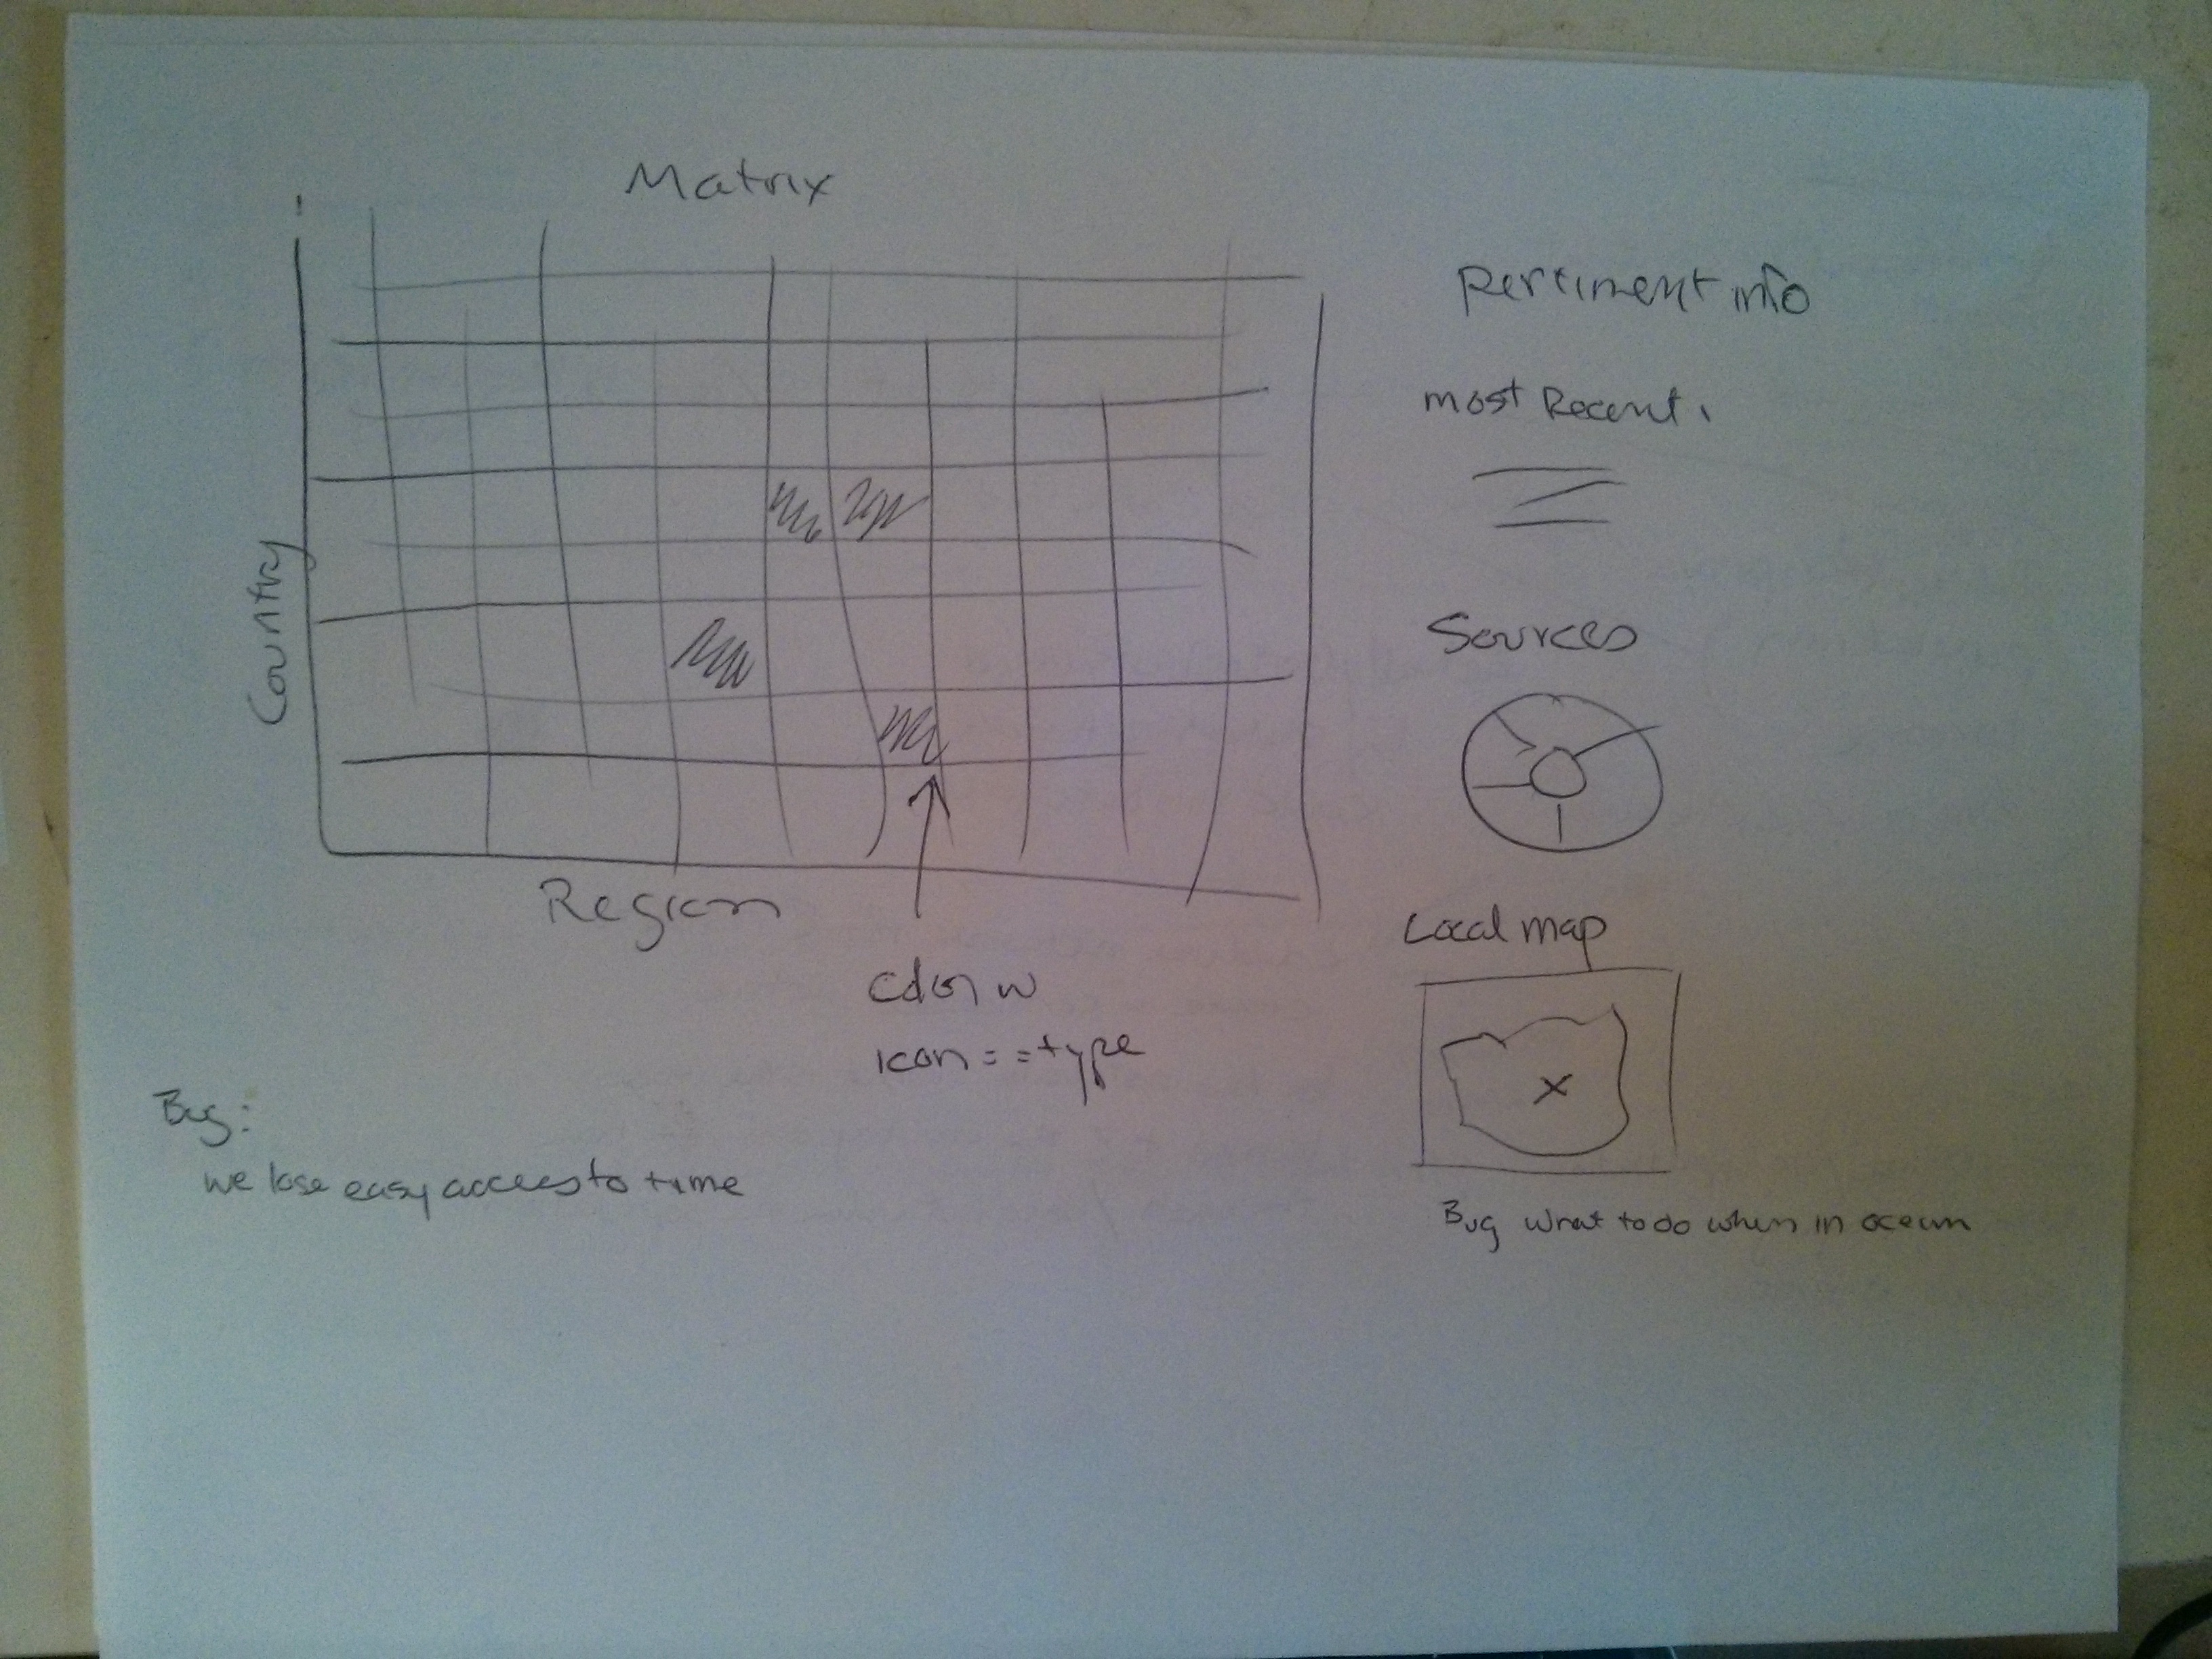 Matrix
Country
Region
Color w
icon = = type
Bug:
we lose easy access to time
Pertiment info
most Recent
Sources
Local map
Bug what to do when in ocean